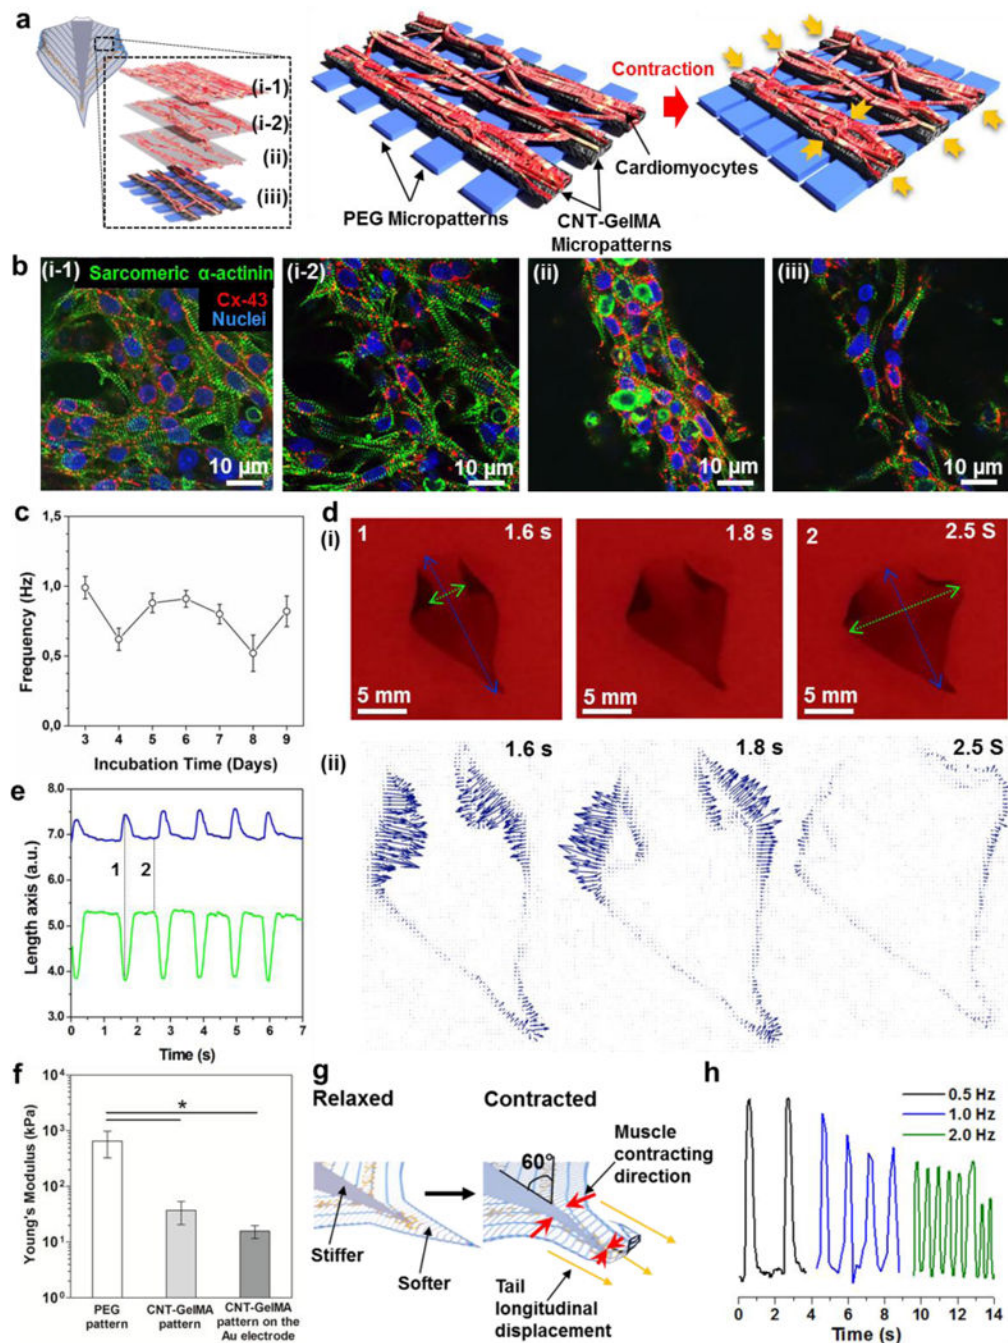 a
(i-1)
(i-2)
(ii)
(iii)
Contraction
Cardiomyocytes
PEG Micropatterns
CNT-GelMA
Micropatterns
b
(i-1)
Sarcomeric α-actinin
Cx-43
Nuclei
10 µm
(i-2)
10 µm
(ii)
10 µm
(iii)
10 µm
c
1,5
1,0
0,5
0,0
Frequency (Hz)
3 4 5 6 7 8 9
Incubation Time (Days)
d
(i)
1 1.6 s
5 mm
1.8 s
5 mm
2 2.5 S
5 mm
(ii)
1.6 s
1.8 s
2.5 S
e
8.0
7.0
6.0
5.0
4.0
3.0
Length axis (a.u.)
1 2
0 1 2 3 4 5 6 7
Time (s)
f
10⁴
10³
10²
10¹
10⁰
Young's Modulus (kPa)
*
PEG
pattern
CNT-GelMA
pattern
CNT-GelMA
pattern on the
Au electrode
g
Relaxed
Contracted
60°
Muscle
contracting
direction
Stiffer
Softer
Tail
longitudinal
displacement
h
0.5 Hz
1.0 Hz
2.0 Hz
0 2 4 6 8 10 12 14
Time (s)